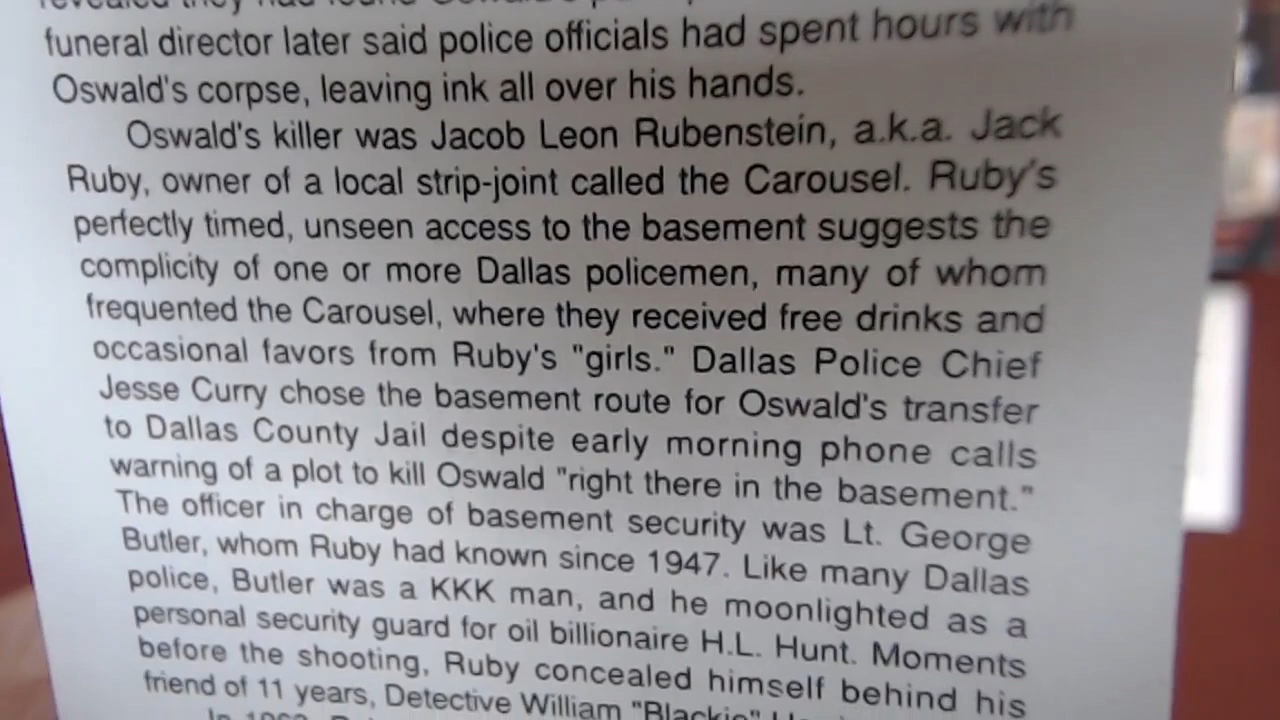 funeral director later said police officials had spent hours with
Oswald's corpse, leaving ink all over his hands.
Oswald's killer was Jacob Leon Rubenstein, a.k.a. Jack
Ruby, owner of a local strip-joint called the Carousel. Ruby's
perfectly timed, unseen access to the basement suggests the
complicity of one or more Dallas policemen, many of whom
frequented the Carousel, where they received free drinks and
occasional favors from Ruby's "girls." Dallas Police Chief
Jesse Curry chose the basement route for Oswald's transfer
to Dallas County Jail despite early morning phone calls
warning of a plot to kill Oswald "right there in the basement."
The officer in charge of basement security was Lt. George
Butler, whom Ruby had known since 1947. Like many Dallas
police, Butler was a KKK man, and he moonlighted as a
personal security guard for oil billionaire H.L. Hunt. Moments
before the shooting, Ruby concealed himself behind his
friend of 11 years, Detective William "Blackie"